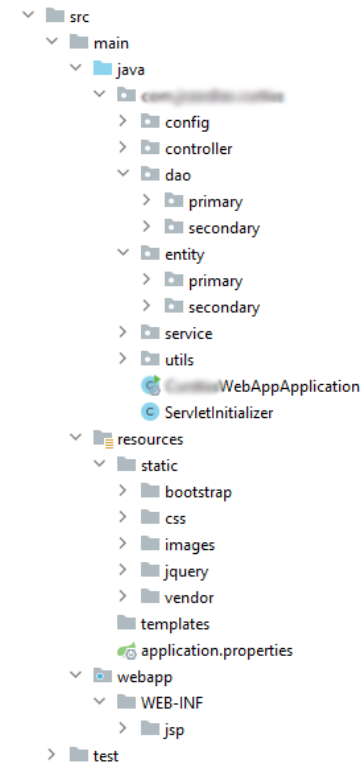 src
main
java
config
controller
dao
primary
secondary
entity
primary
secondary
service
utils
WebAppApplication
ServletInitializer
resources
static
bootstrap
css
images
jquery
vendor
templates
application.properties
webapp
WEB-INF
jsp
test